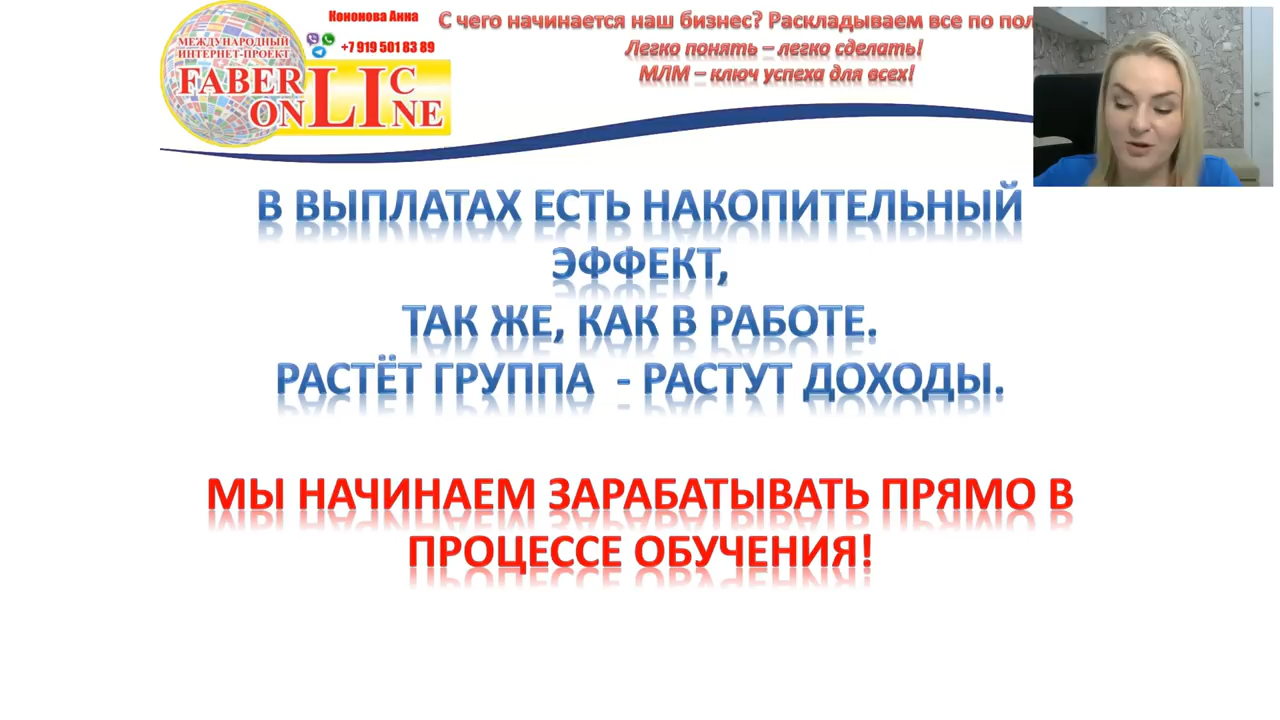 Кононова Анна
+7 919 501 83 89
МЕЖДУНАРОДНЫЙ
ИНТЕРНЕТ-ПРОЕКТ
FABERLIC
ONLINE
С чего начинается наш бизнес? Раскладываем все по пол
Легко понять – легко сделать!
МЛМ – ключ успеха для всех!
В ВЫПЛАТАХ ЕСТЬ НАКОПИТЕЛЬНЫЙ
ЭФФЕКТ,
ТАК ЖЕ, КАК В РАБОТЕ.
РАСТЁТ ГРУППА - РАСТУТ ДОХОДЫ.
МЫ НАЧИНАЕМ ЗАРАБАТЫВАТЬ ПРЯМО В
ПРОЦЕССЕ ОБУЧЕНИЯ!